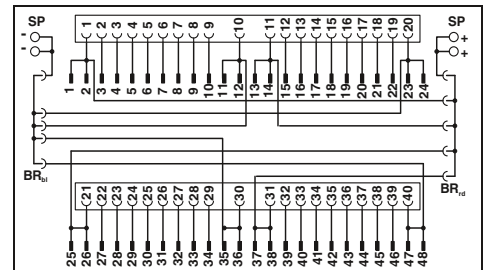 SP 1 2 3 4 5 6 7 8 9 10 11 12 13 14 15 16 17 18 19 20 SP
- +
- +
1 2 3 4 5 6 7 8 9 10 11 12 13 14 15 16 17 18 19 20 21 22 23 24
BRbl BRrd
21 22 23 24 25 26 27 28 29 30 31 32 33 34 35 36 37 38 39 40
25 26 27 28 29 30 31 32 33 34 35 36 37 38 39 40 41 42 43 44 45 46 47 48